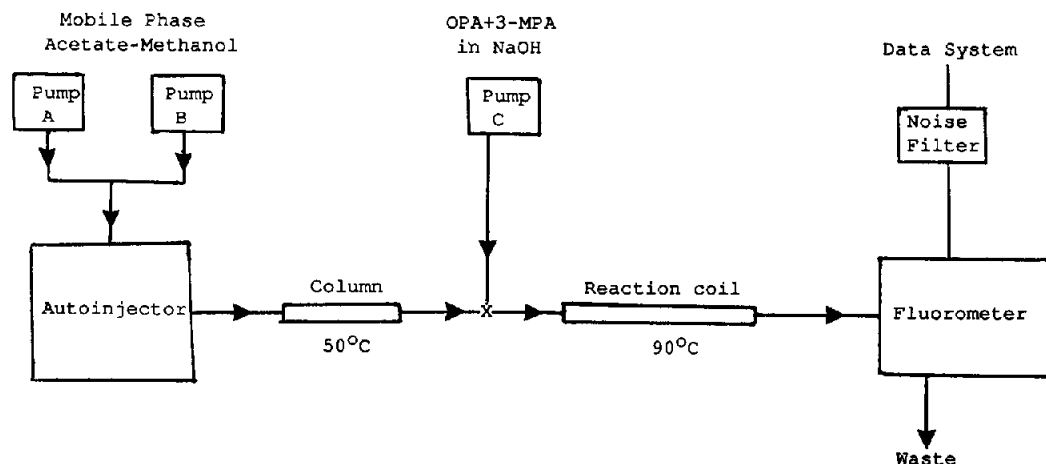 Mobile Phase
Acetate-Methanol
OPA+3-MPA
in NaOH
Data System
Pump
A
Pump
B
Pump
C
Noise
Filter
Autoinjector
Column
50°C
Reaction coil
90°C
X
Fluorometer
Waste